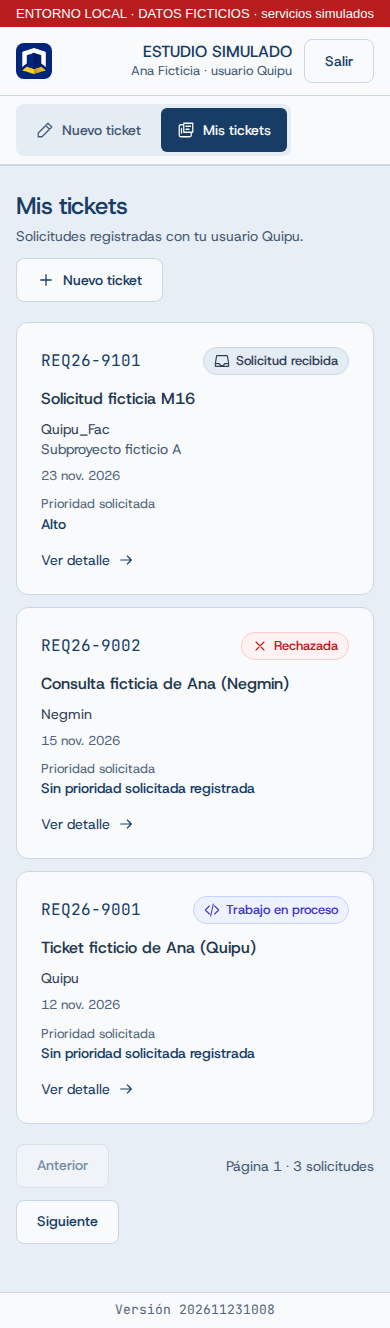 ENTORNO LOCAL · DATOS FICTICIOS · servicios simulados
ESTUDIO SIMULADO
Ana Ficticia · usuario Quipu
Salir
Nuevo ticket
Mis tickets
Mis tickets
Solicitudes registradas con tu usuario Quipu.
Nuevo ticket
REQ26-9101
Solicitud recibida
Solicitud ficticia M16
Quipu_Fac
Subproyecto ficticio A
23 nov. 2026
Prioridad solicitada
Alto
Ver detalle
REQ26-9002
Rechazada
Consulta ficticia de Ana (Negmin)
Negmin
15 nov. 2026
Prioridad solicitada
Sin prioridad solicitada registrada
Ver detalle
REQ26-9001
Trabajo en proceso
Ticket ficticio de Ana (Quipu)
Quipu
12 nov. 2026
Prioridad solicitada
Sin prioridad solicitada registrada
Ver detalle
Anterior
Página 1 · 3 solicitudes
Siguiente
Versión 202611231008